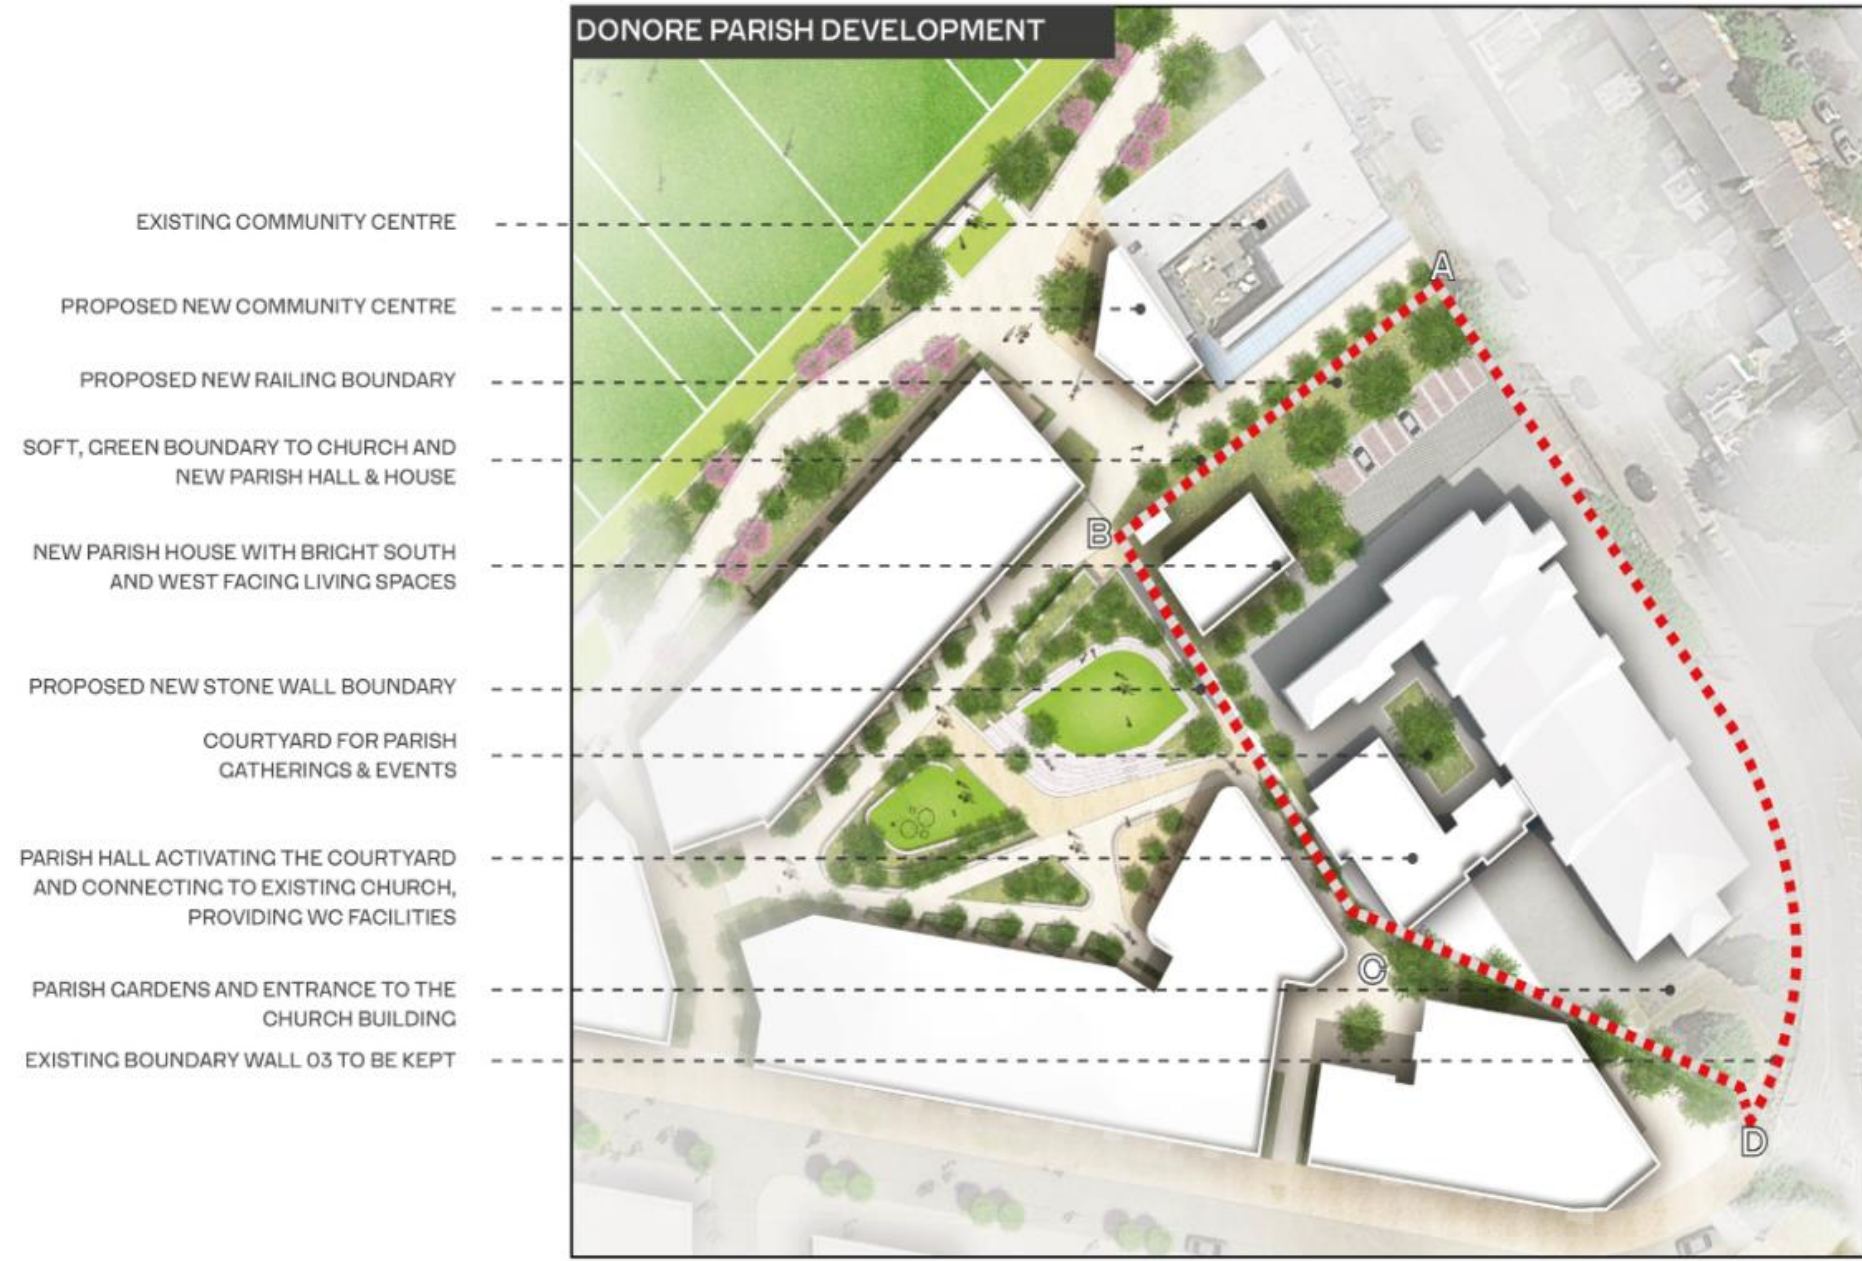 DONORE PARISH DEVELOPMENT
EXISTING COMMUNITY CENTRE
PROPOSED NEW COMMUNITY CENTRE
PROPOSED NEW RAILING BOUNDARY
SOFT, GREEN BOUNDARY TO CHURCH AND
NEW PARISH HALL & HOUSE
NEW PARISH HOUSE WITH BRIGHT SOUTH
AND WEST FACING LIVING SPACES
PROPOSED NEW STONE WALL BOUNDARY
COURTYARD FOR PARISH
GATHERINGS & EVENTS
PARISH HALL ACTIVATING THE COURTYARD
AND CONNECTING TO EXISTING CHURCH,
PROVIDING WC FACILITIES
PARISH GARDENS AND ENTRANCE TO THE
CHURCH BUILDING
EXISTING BOUNDARY WALL 03 TO BE KEPT
A
B
C
D